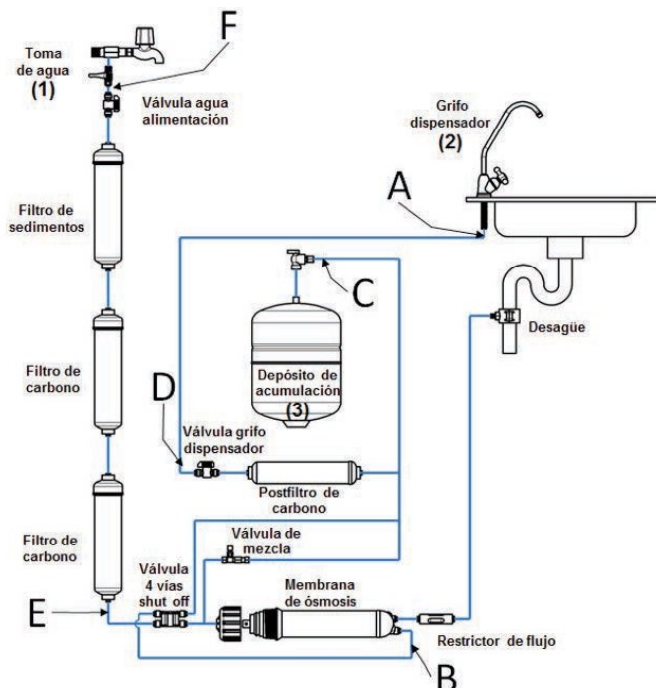 F
Toma
de agua
(1)
Válvula agua
alimentación
Grifo
dispensador
(2)
A
Filtro de
sedimentos
C
Desagüe
Filtro de
carbono
Depósito de
acumulación
(3)
D
Válvula grifo
dispensador
Postfiltro de
carbono
Filtro de
carbono
Válvula de
mezcla
Válvula
4 vías
shut off
Membrana
de ósmosis
E
Restrictor de flujo
B